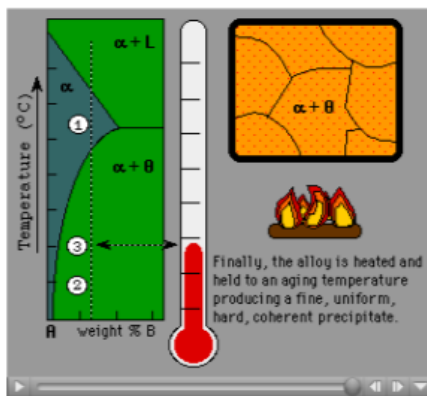 α+L
α
1
α+θ
3
2
Temperature (°C)
A
weight % B
α+θ
Finally, the alloy is heated and
held to an aging temperature
producing a fine, uniform,
hard, coherent precipitate.